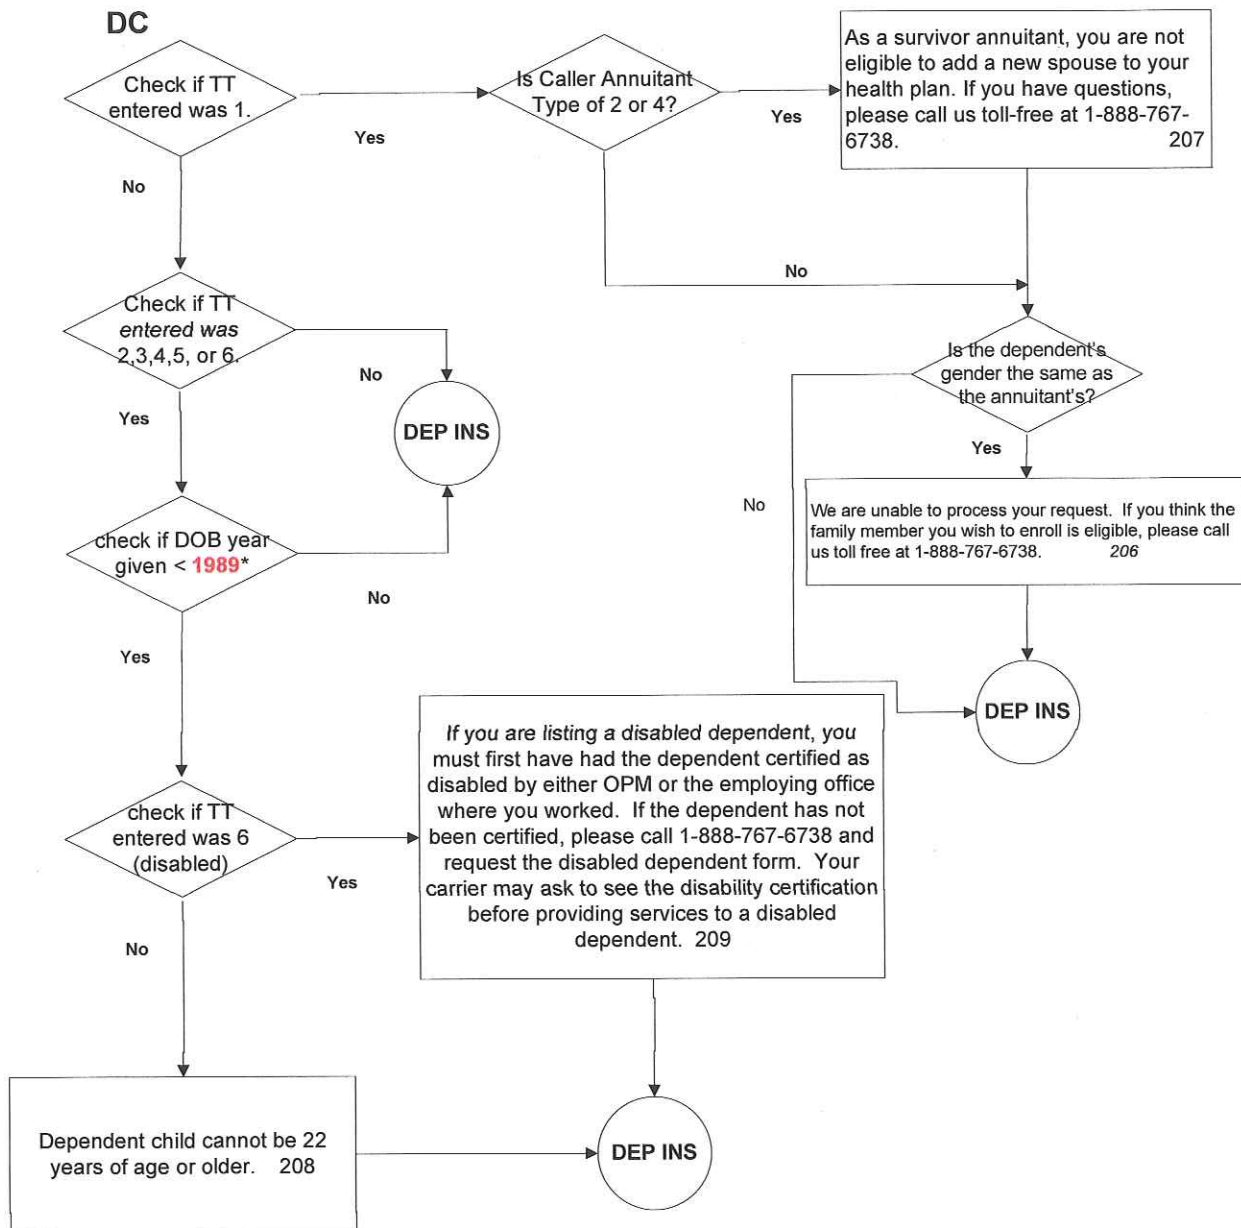 DC
Check if TT
entered was 1.
Yes
No
Is Caller Annuitant
Type of 2 or 4?
Yes
No
As a survivor annuitant, you are not
eligible to add a new spouse to your
health plan. If you have questions,
please call us toll-free at 1-888-767-
6738. 207
Check if TT
entered was
2,3,4,5, or 6.
No
Yes
DEP INS
Is the dependent's
gender the same as
the annuitant's?
Yes
No
We are unable to process your request. If you think the
family member you wish to enroll is eligible, please call
us toll free at 1-888-767-6738. 206
DEP INS
check if DOB year
given < 1989*
No
Yes
check if TT
entered was 6
(disabled)
Yes
No
If you are listing a disabled dependent, you
must first have had the dependent certified as
disabled by either OPM or the employing office
where you worked. If the dependent has not
been certified, please call 1-888-767-6738 and
request the disabled dependent form. Your
carrier may ask to see the disability certification
before providing services to a disabled
dependent. 209
Dependent child cannot be 22
years of age or older. 208
DEP INS